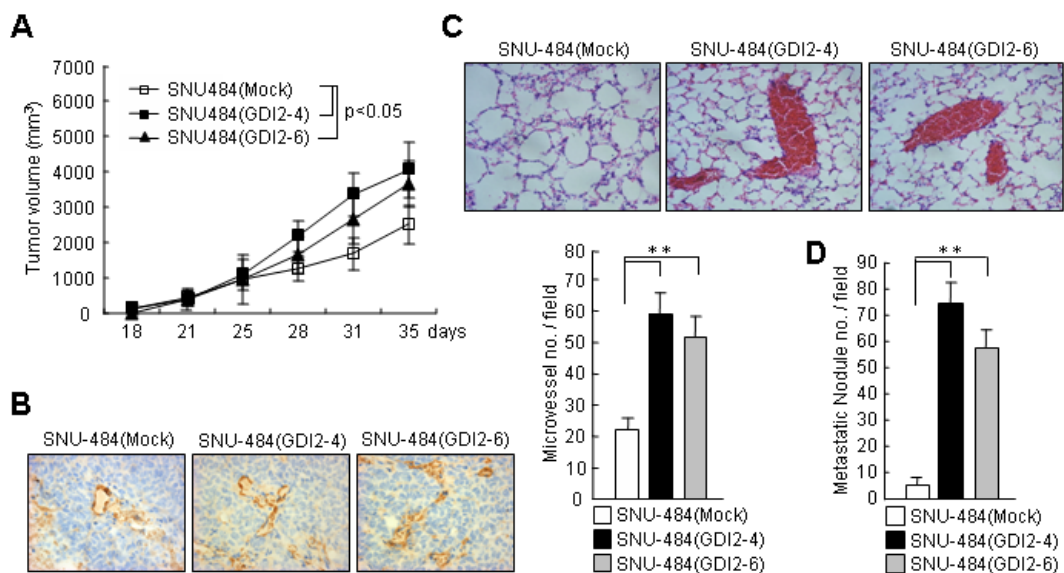 A
7000
6000
5000
4000
3000
2000
1000
0
Tumor volume (mm³)
SNU484(Mock)
SNU484(GDI2-4)
SNU484(GDI2-6)
p<0.05
18 21 25 28 31 35 days
B
SNU-484(Mock) SNU-484(GDI2-4) SNU-484(GDI2-6)
C
SNU-484(Mock) SNU-484(GDI2-4) SNU-484(GDI2-6)
80
70
60
50
40
30
20
10
0
Microvessel no. / field
**
SNU-484(Mock)
SNU-484(GDI2-4)
SNU-484(GDI2-6)
D
90
80
70
60
50
40
30
20
10
0
Metastatic Nodule no. / field
**
SNU-484(Mock)
SNU-484(GDI2-4)
SNU-484(GDI2-6)